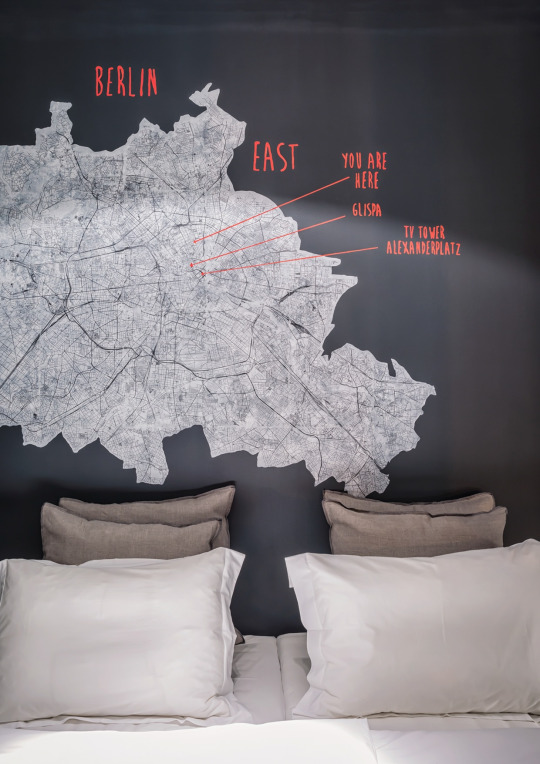 BERLIN
EAST
YOU ARE
HERE
GLISPA
TV TOWER
ALEXANDERPLATZ